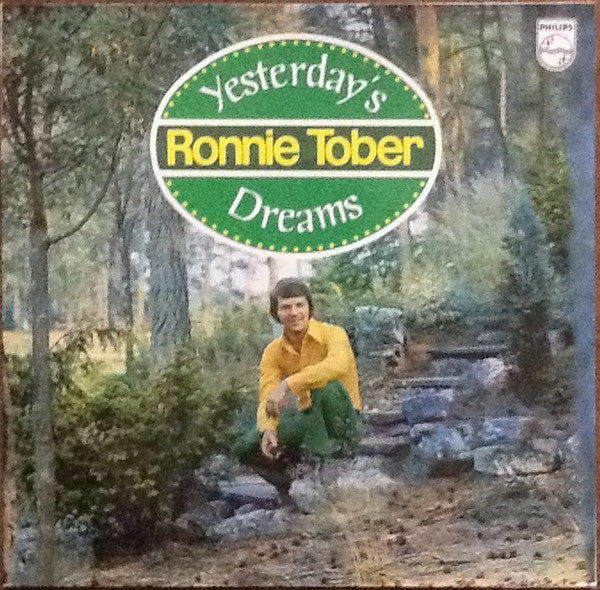 PHILIPS
Yesterday's
Ronnie Tober
Dreams